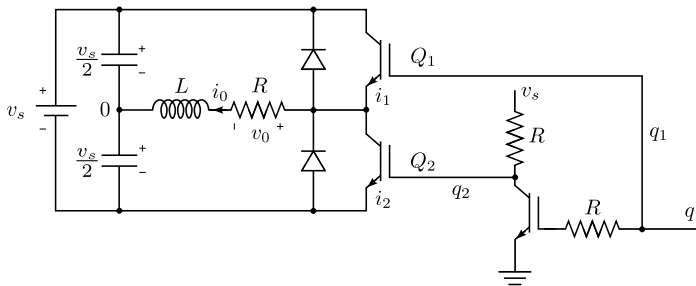 v_s
+
−
v_s/2
+
−
0
v_s/2
+
−
L
i_0
R
−
v_0
+
Q_1
i_1
Q_2
i_2
v_s
R
q_2
q_1
R
q